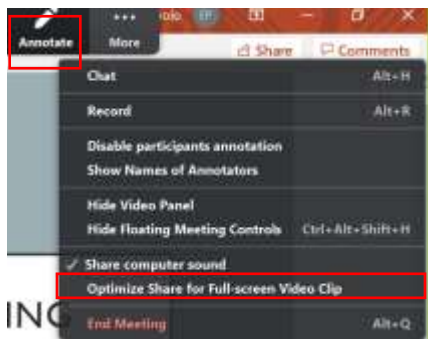 Annotate
More
Share
Comments
Chat Alt+H
Record Alt+R
Disable participants annotation
Show Names of Annotators
Hide Video Panel
Hide Floating Meeting Controls Ctrl+Alt+Shift+H
✓ Share computer sound
Optimize Share for Full-screen Video Clip
End Meeting Alt+Q
ING